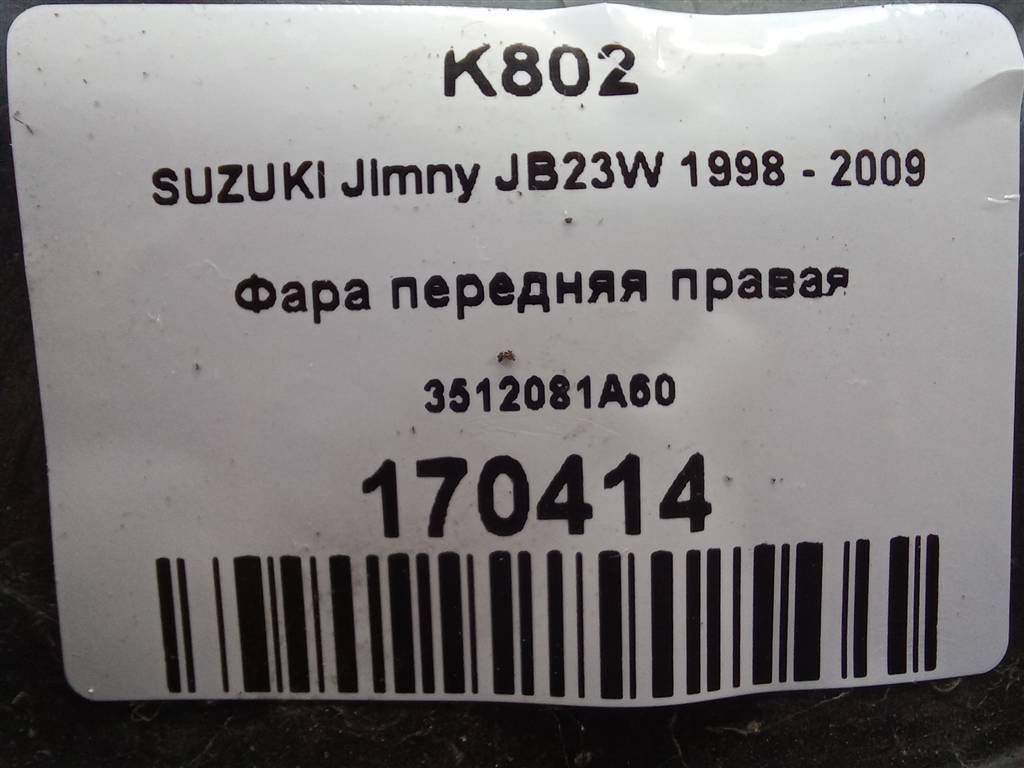 K802
SUZUKI Jimny JB23W 1998 - 2009
Фара передняя правая
3512081A60
170414